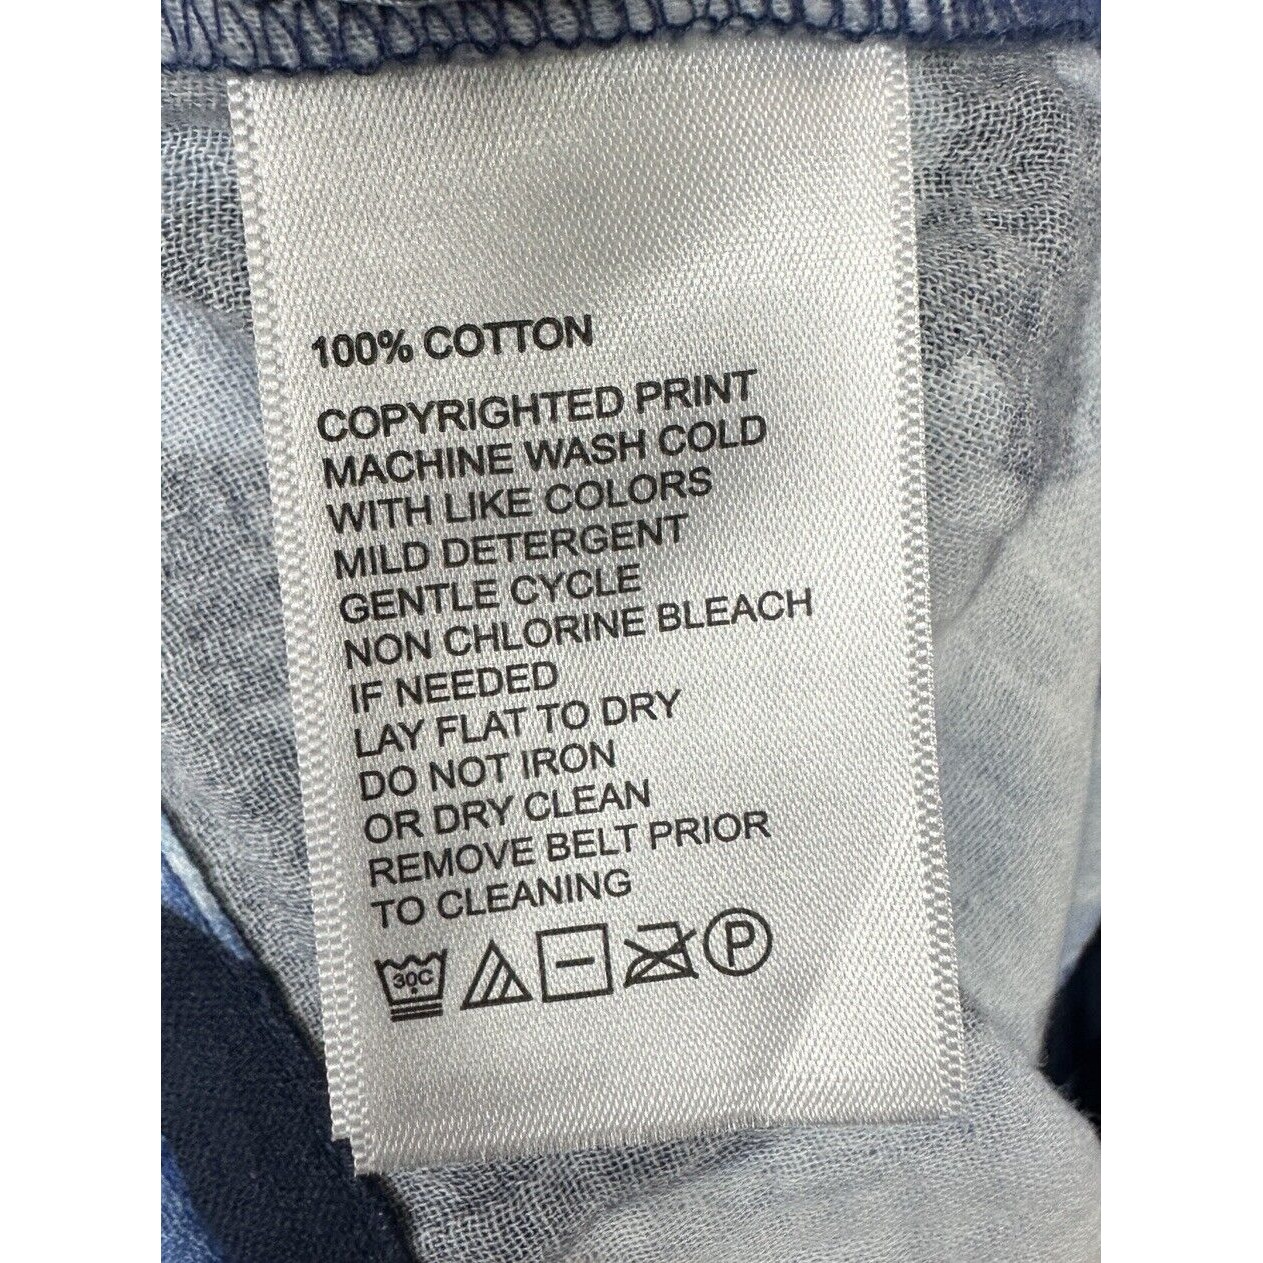 100% COTTON
COPYRIGHTED PRINT
MACHINE WASH COLD
WITH LIKE COLORS
MILD DETERGENT
GENTLE CYCLE
NON CHLORINE BLEACH
IF NEEDED
LAY FLAT TO DRY
DO NOT IRON
OR DRY CLEAN
REMOVE BELT PRIOR
TO CLEANING
30C P